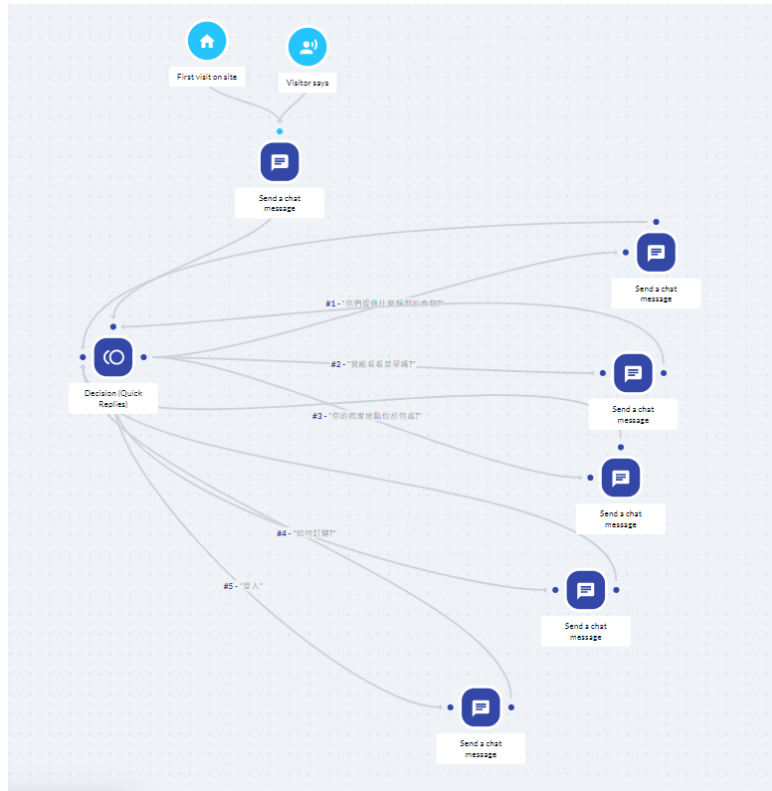 First visit on site
Visitor says
Send a chat
message
Send a chat
message
#1 - "你們提供什麼類型的食物?"
#2 - "我能看看菜單嗎?"
Decision (Quick
Replies)
Send a chat
message
#3 - "你的商家地點位於何處?"
Send a chat
message
#4 - "如何訂購?"
#5 - "登入"
Send a chat
message
Send a chat
message